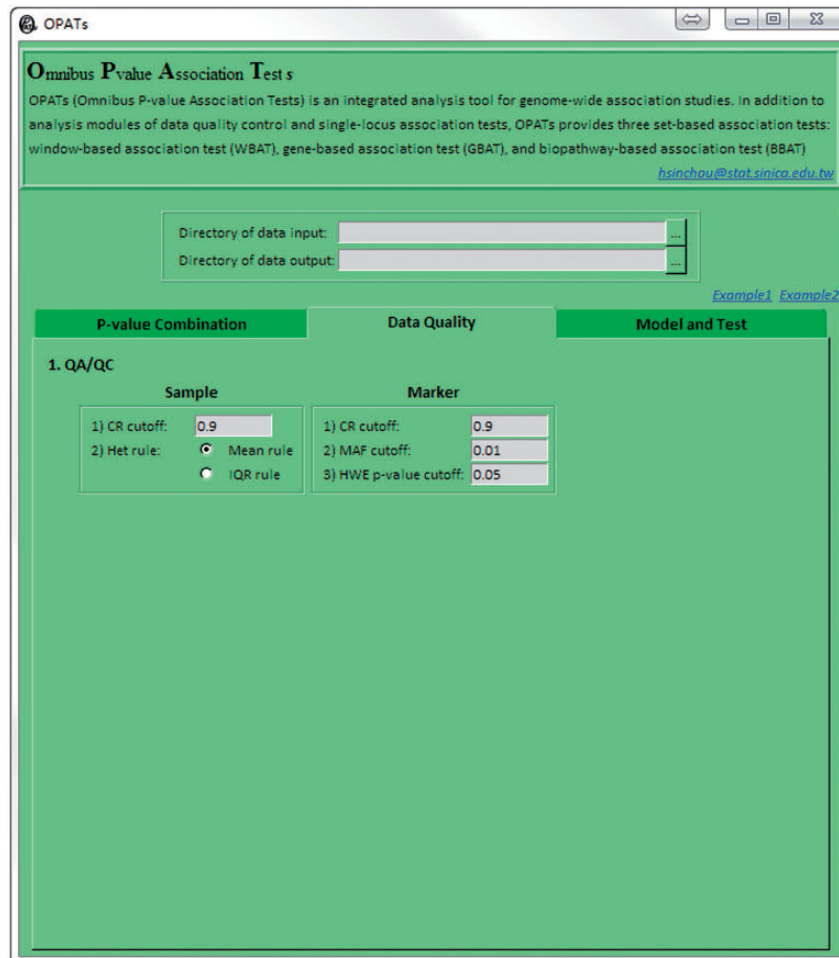 OPATs
Omnibus Pvalue Association Test s
OPATs (Omnibus P-value Association Tests) is an integrated analysis tool for genome-wide association studies. In addition to
analysis modules of data quality control and single-locus association tests, OPATs provides three set-based association tests:
window-based association test (WBAT), gene-based association test (GBAT), and biopathway-based association test (BBAT)
hsinchou@stat.sinica.edu.tw
Directory of data input: ...
Directory of data output: ...
Example1 Example2
P-value Combination Data Quality Model and Test
1. QA/QC
Sample Marker
1) CR cutoff: 0.9 1) CR cutoff: 0.9
2) Het rule: Mean rule 2) MAF cutoff: 0.01
IQR rule 3) HWE p-value cutoff: 0.05